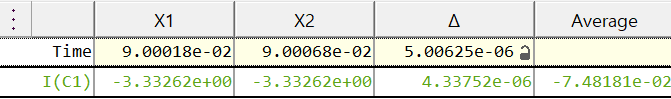 X1 X2 Δ Average
Time 9.00018e-02 9.00068e-02 5.00625e-06
I(C1) -3.33262e+00 -3.33262e+00 4.33752e-06 -7.48181e-02